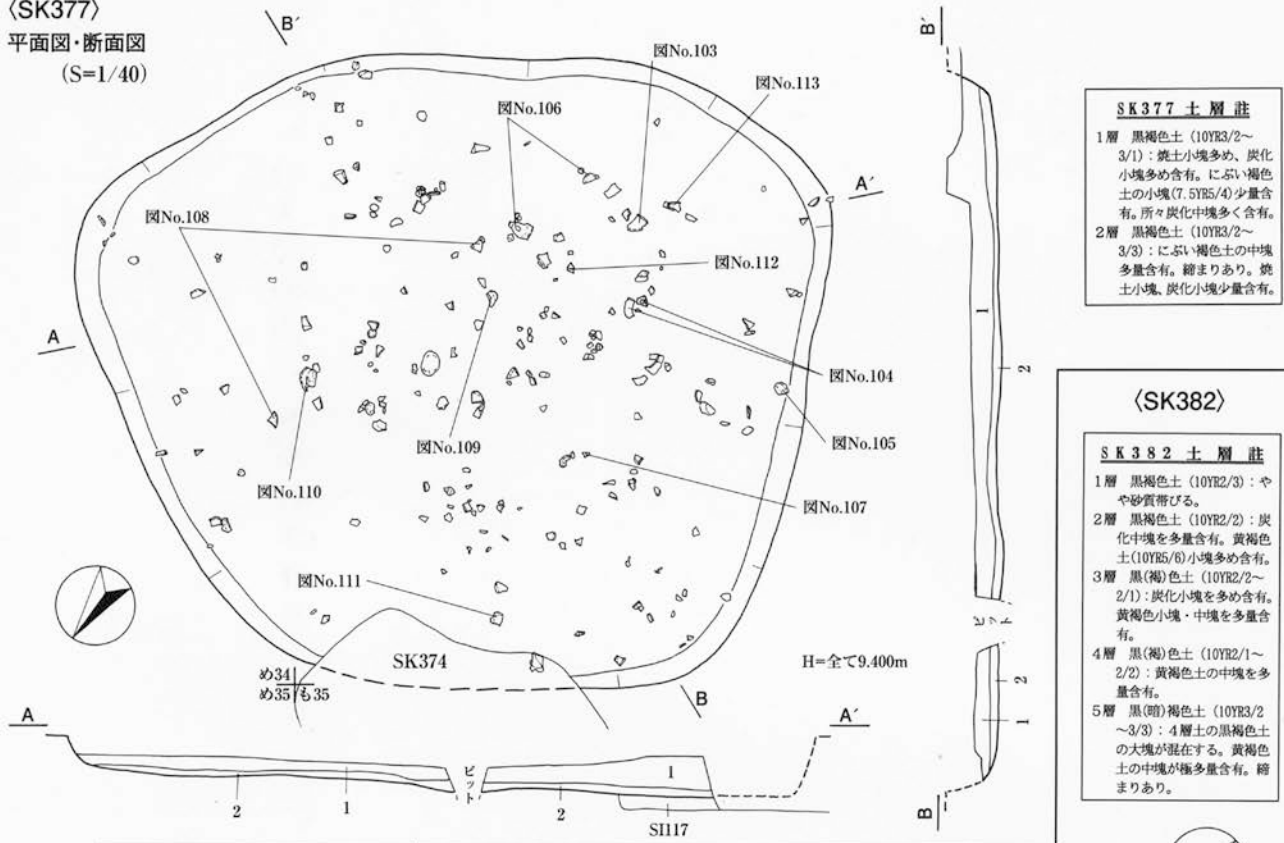 〈SK377〉
平面図・断面図
(S=1/40)
B′
図No.103
図No.113
図No.106
A′
図No.108
図No.112
A
図No.104
図No.109
図No.105
図No.110
図No.107
図No.111
SK374
H=全て9.400m
め34
め35 も35
B
A
A′
ピット
1
2
1
2
SI117
B′
1
2
ピット
2
1
B
SK377 土 層 註
1層 黒褐色土 (10YR3/2～
3/1)：焼土小塊多め、炭化
小塊多め含有。にぶい褐色
土の小塊(7.5YR5/4)少量含
有。所々炭化中塊多く含有。
2層 黒褐色土 (10YR3/2～
3/3)：にぶい褐色土の中塊
多量含有。締まりあり。焼
土小塊、炭化小塊少量含有。
〈SK382〉
SK382 土 層 註
1層 黒褐色土 (10YR2/3)：や
や砂質帯びる。
2層 黒褐色土 (10YR2/2)：炭
化中塊を多量含有。黄褐色
土(10YR5/6)小塊多め含有。
3層 黒(褐)色土 (10YR2/2～
2/1)：炭化小塊を多め含有。
黄褐色小塊・中塊を多量含
有。
4層 黒(褐)色土 (10YR2/1～
2/2)：黄褐色土の中塊を多
量含有。
5層 黒(暗)褐色土 (10YR3/2
～3/3)：4層土の黒褐色土
の大塊が混在する。黄褐色
土の中塊が極多量含有。締
まりあり。